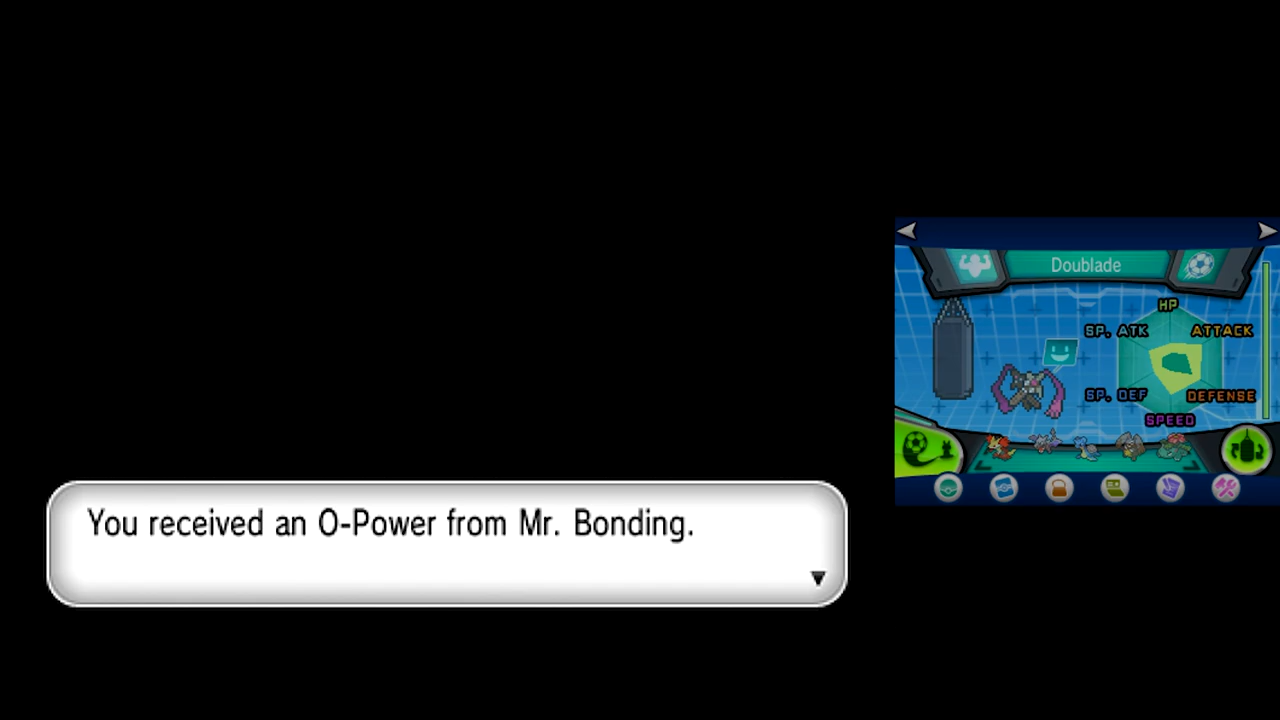 Doublade
HP
SP. ATK
ATTACK
SP. DEF
DEFENSE
SPEED
You received an O-Power from Mr. Bonding.